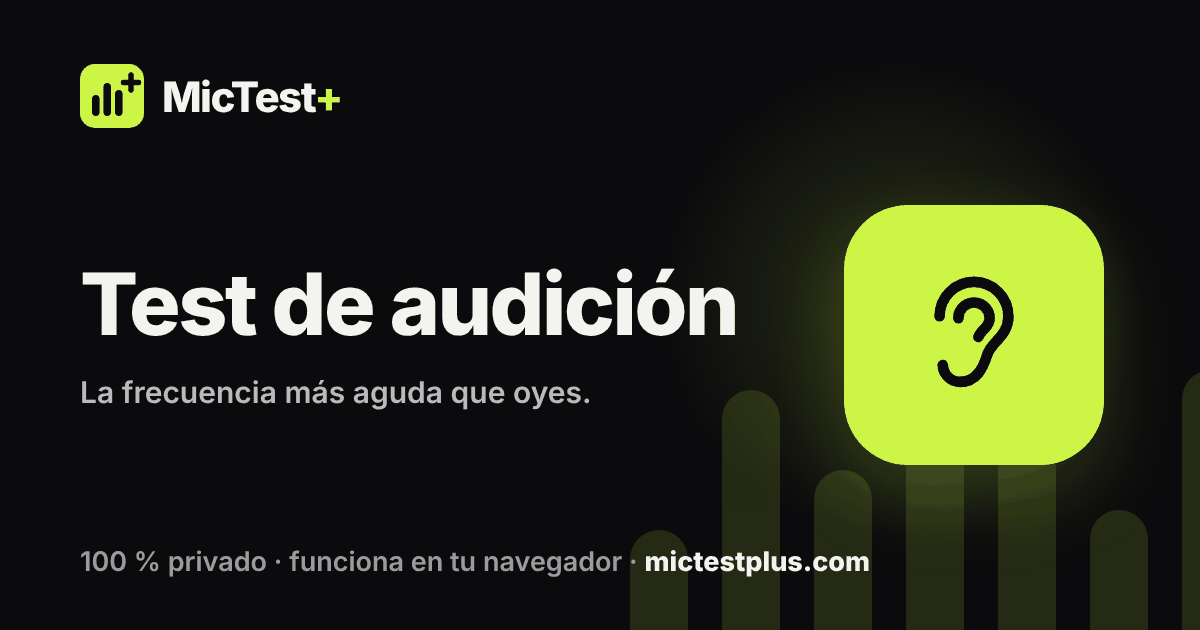 MicTest+
Test de audición
La frecuencia más aguda que oyes.
100 % privado · funciona en tu navegador · mictestplus.com